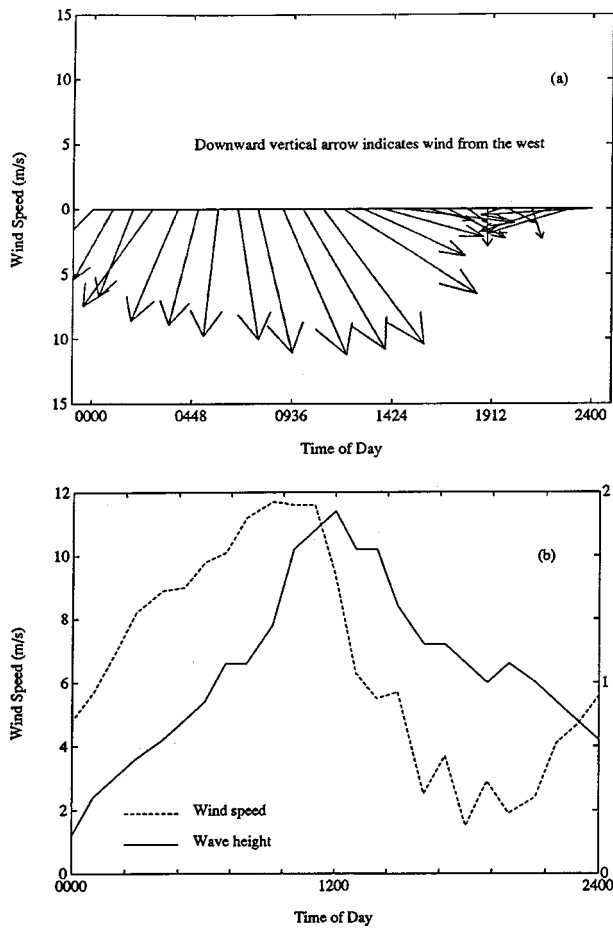 15
(a)
10
5
Downward vertical arrow indicates wind from the west
Wind Speed (m/s)
0
5
10
15
0000 0448 0936 1424 1912 2400
Time of Day
12 2
10
(b)
8
Wind Speed (m/s)
6 1
4
2
Wind speed
Wave height
0 0
0000 1200 2400
Time of Day